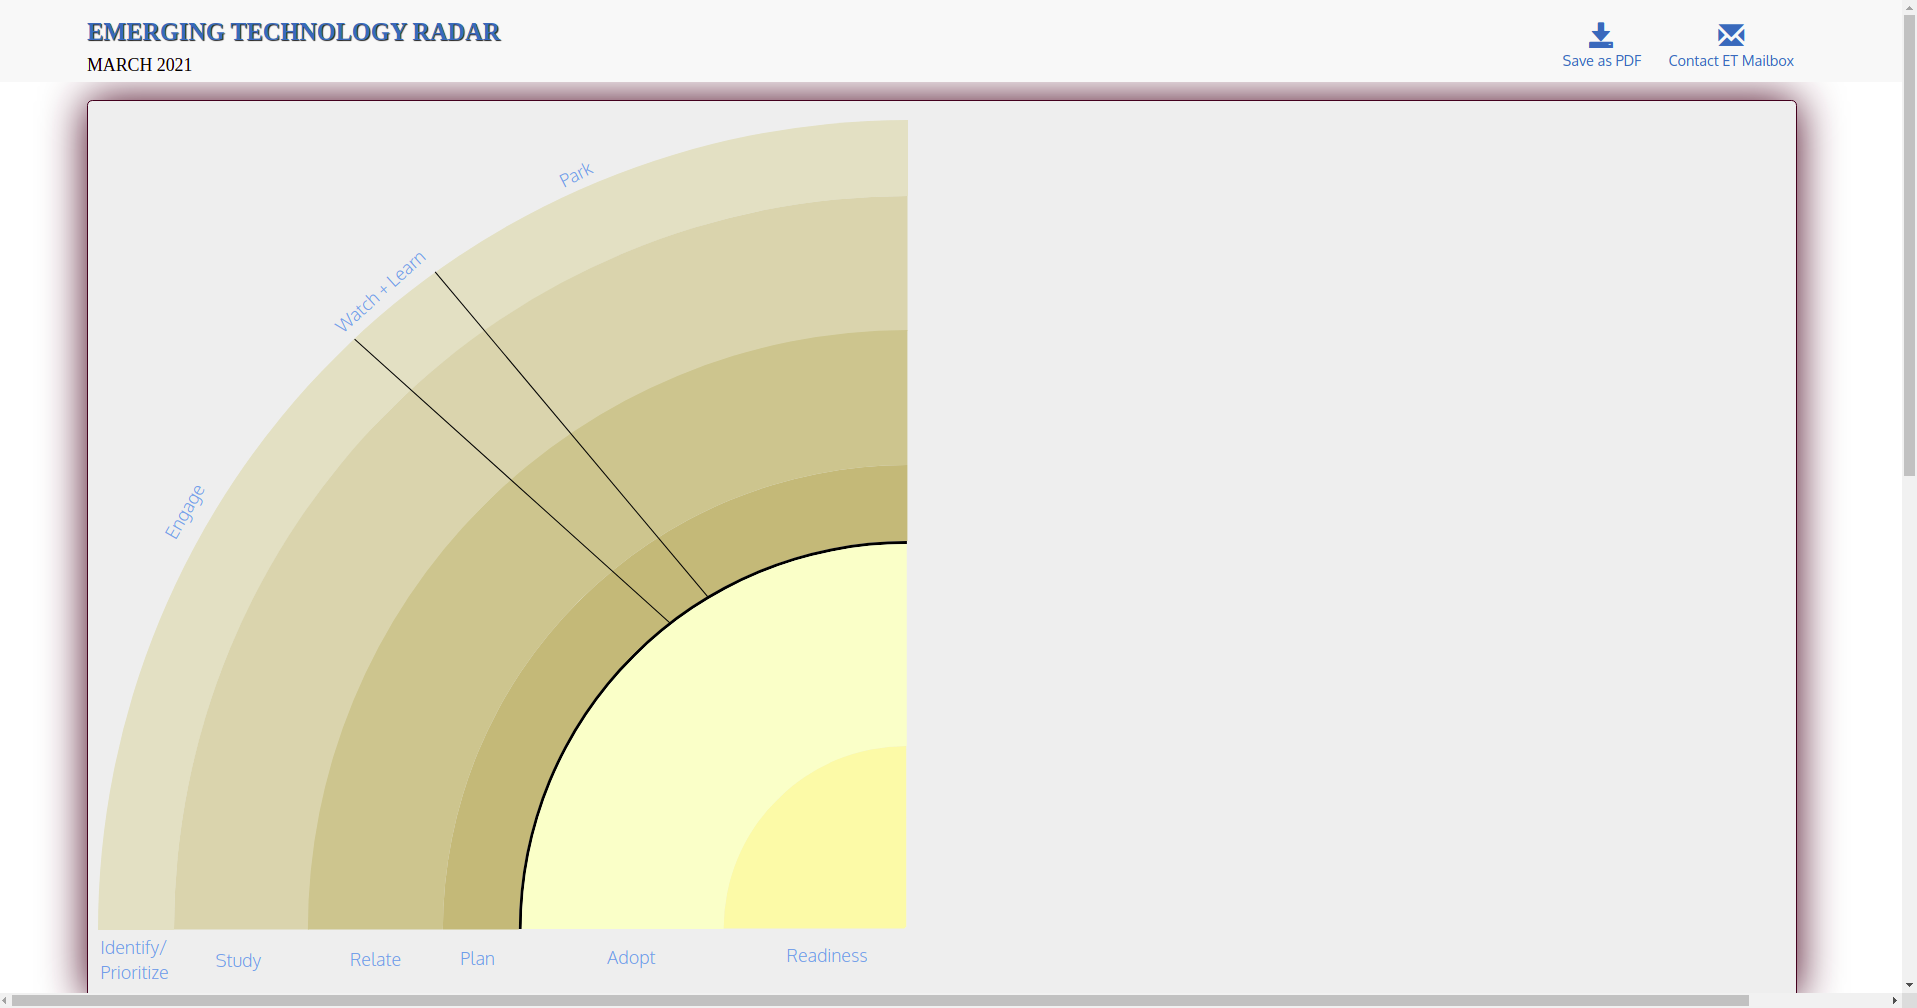 EMERGING TECHNOLOGY RADAR
MARCH 2021
Save as PDF
Contact ET Mailbox
Park
Watch + Learn
Engage
Identify/
Prioritize
Study
Relate
Plan
Adopt
Readiness